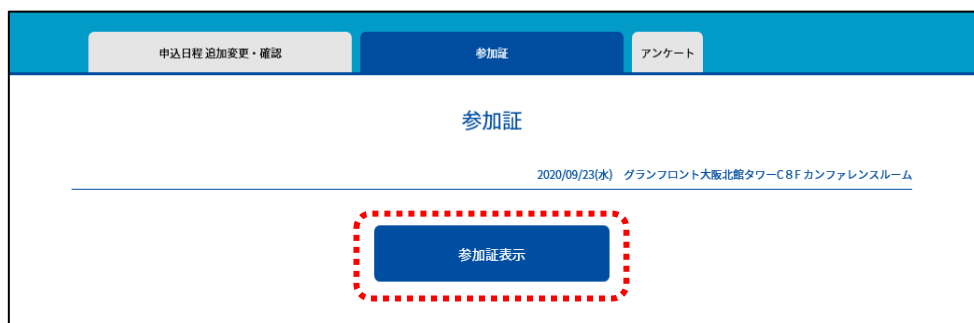 申込日程 追加変更・確認
参加証
アンケート
参加証
2020/09/23(水) グランフロント大阪北館タワーC８F カンファレンスルーム
参加証表示